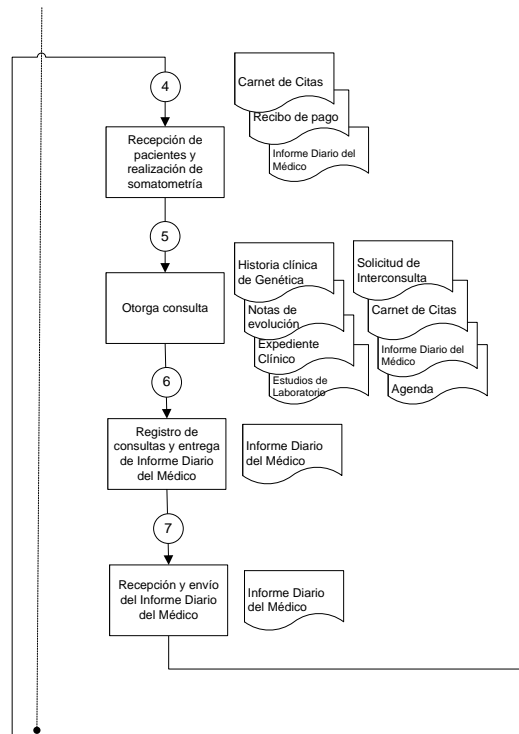 4
Carnet de Citas
Recibo de pago
Informe Diario del
Médico
Recepción de
pacientes y
realización de
somatometría
5
Historia clínica
de Genética
Notas de
evolución
Expediente
Clínico
Estudios de
Laboratorio
Solicitud de
Interconsulta
Carnet de Citas
Informe Diario del
Médico
Agenda
Otorga consulta
6
Registro de
consultas y entrega
de Informe Diario
del Médico
Informe Diario
del Médico
7
Recepción y envío
del Informe Diario
del Médico
Informe Diario
del Médico